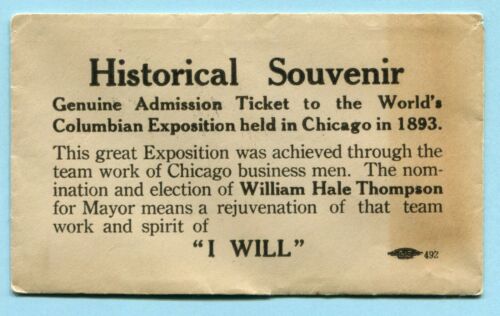 Historical Souvenir
Genuine Admission Ticket to the World's
Columbian Exposition held in Chicago in 1893.
This great Exposition was achieved through the
team work of Chicago business men. The nom-
ination and election of William Hale Thompson
for Mayor means a rejuvenation of that team
work and spirit of
"I WILL"
492